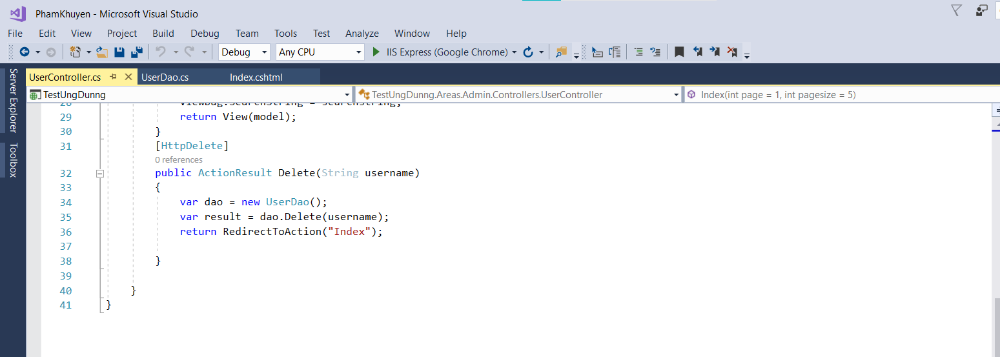 PhamKhuyen - Microsoft Visual Studio
File Edit View Project Build Debug Team Tools Test Analyze Window Help
Debug Any CPU IIS Express (Google Chrome)
Server Explorer
Toolbox
UserController.cs UserDao.cs Index.cshtml
TestUngDunng TestUngDunng.Areas.Admin.Controllers.UserController Index(int page = 1, int pagesize = 5)
28 ViewBag.SearchString = searchString;
29 return View(model);
30 }
31 [HttpDelete]
0 references
32 public ActionResult Delete(String username)
33 {
34 var dao = new UserDao();
35 var result = dao.Delete(username);
36 return RedirectToAction("Index");
37
38 }
39
40 }
41 }